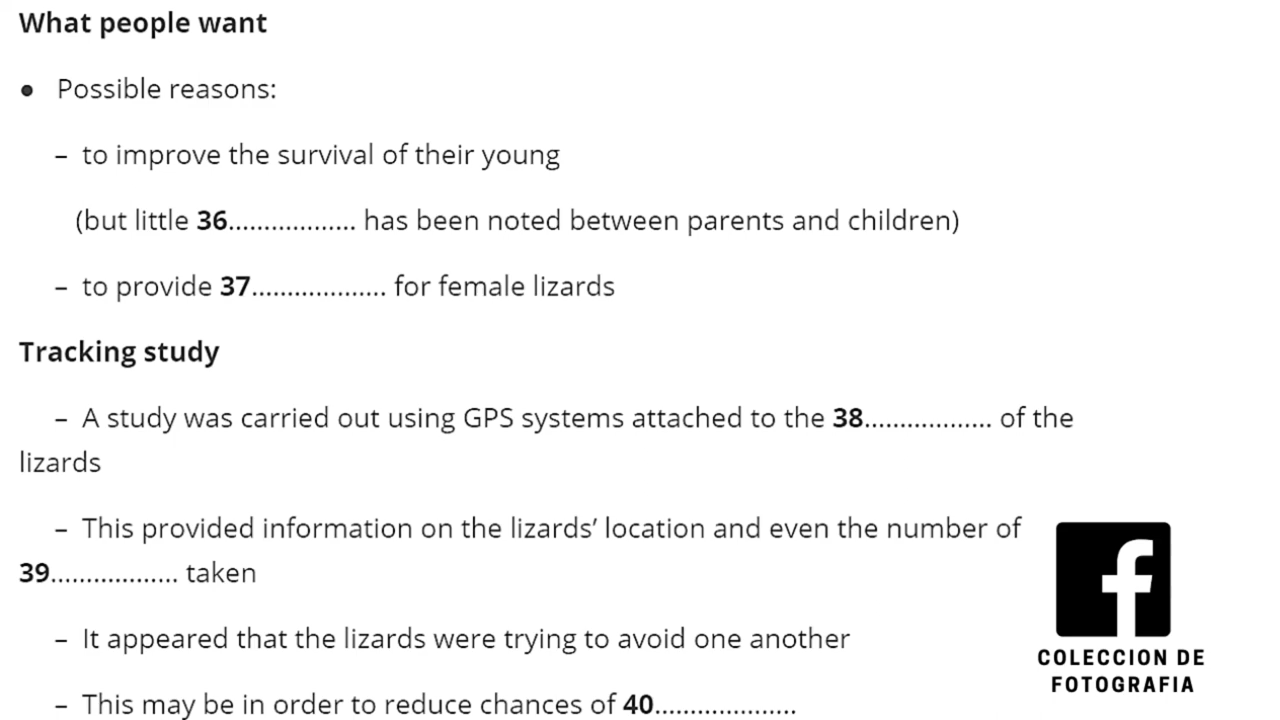 What people want
● Possible reasons:
– to improve the survival of their young
(but little 36.................. has been noted between parents and children)
– to provide 37................... for female lizards
Tracking study
– A study was carried out using GPS systems attached to the 38.................. of the
lizards
– This provided information on the lizards’ location and even the number of
39.................. taken
– It appeared that the lizards were trying to avoid one another
– This may be in order to reduce chances of 40....................
f
COLECCION DE
FOTOGRAFIA